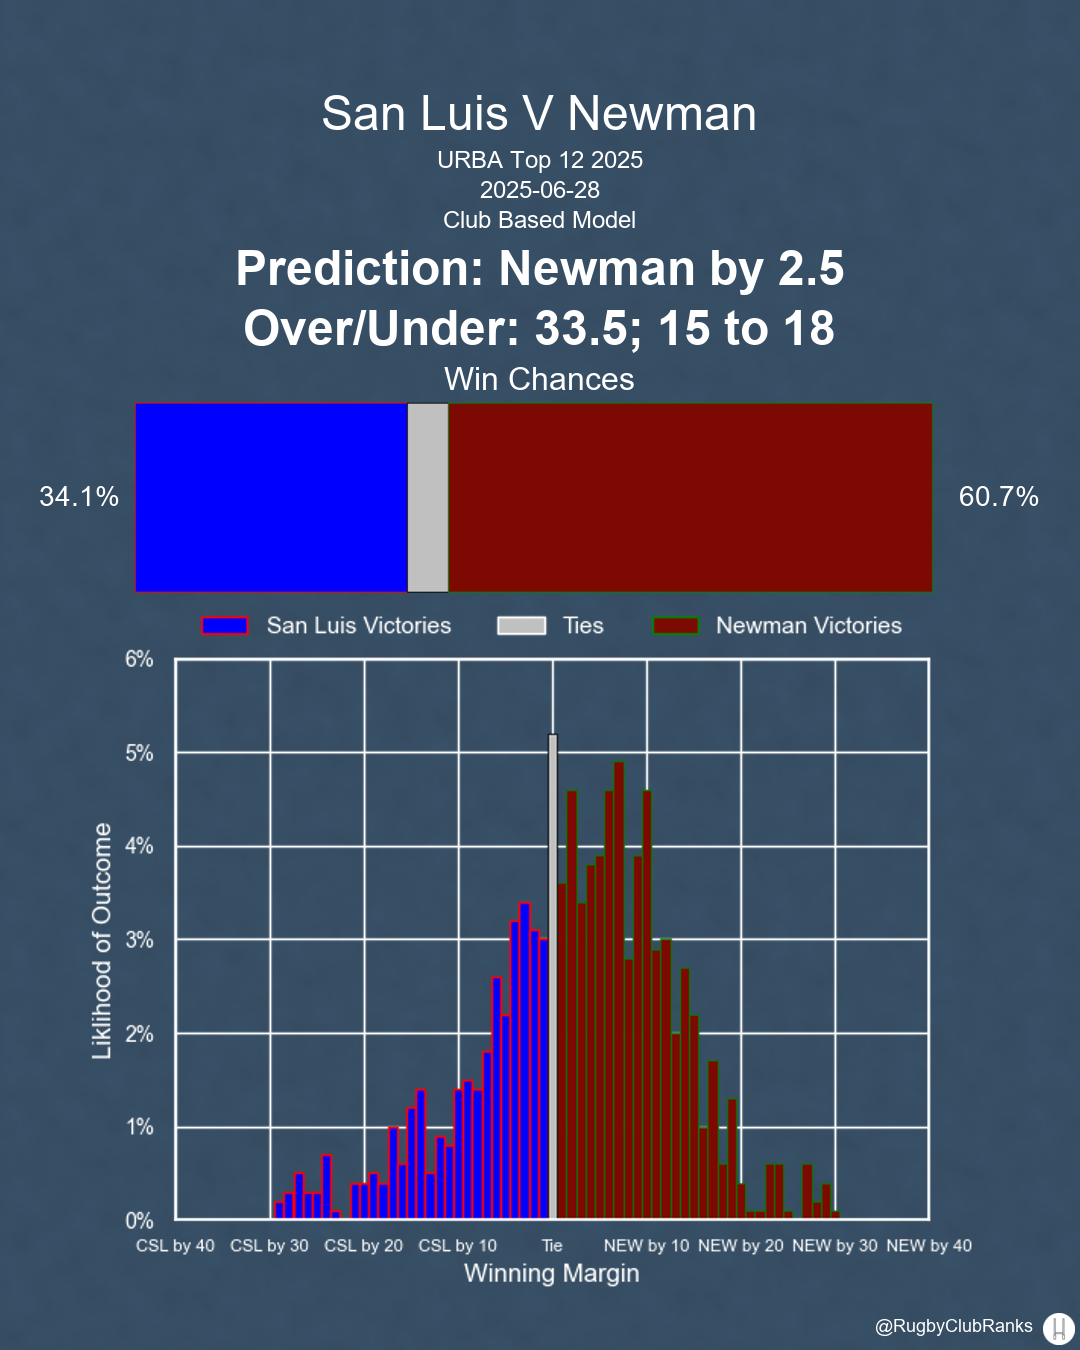 San Luis V Newman
URBA Top 12 2025
2025-06-28
Club Based Model
Prediction: Newman by 2.5
Over/Under: 33.5; 15 to 18
Win Chances
34.1%
60.7%
San Luis Victories Ties Newman Victories
6%
5%
4%
3%
2%
1%
0%
Liklihood of Outcome
CSL by 40 CSL by 30 CSL by 20 CSL by 10 Tie NEW by 10 NEW by 20 NEW by 30 NEW by 40
Winning Margin
@RugbyClubRanks